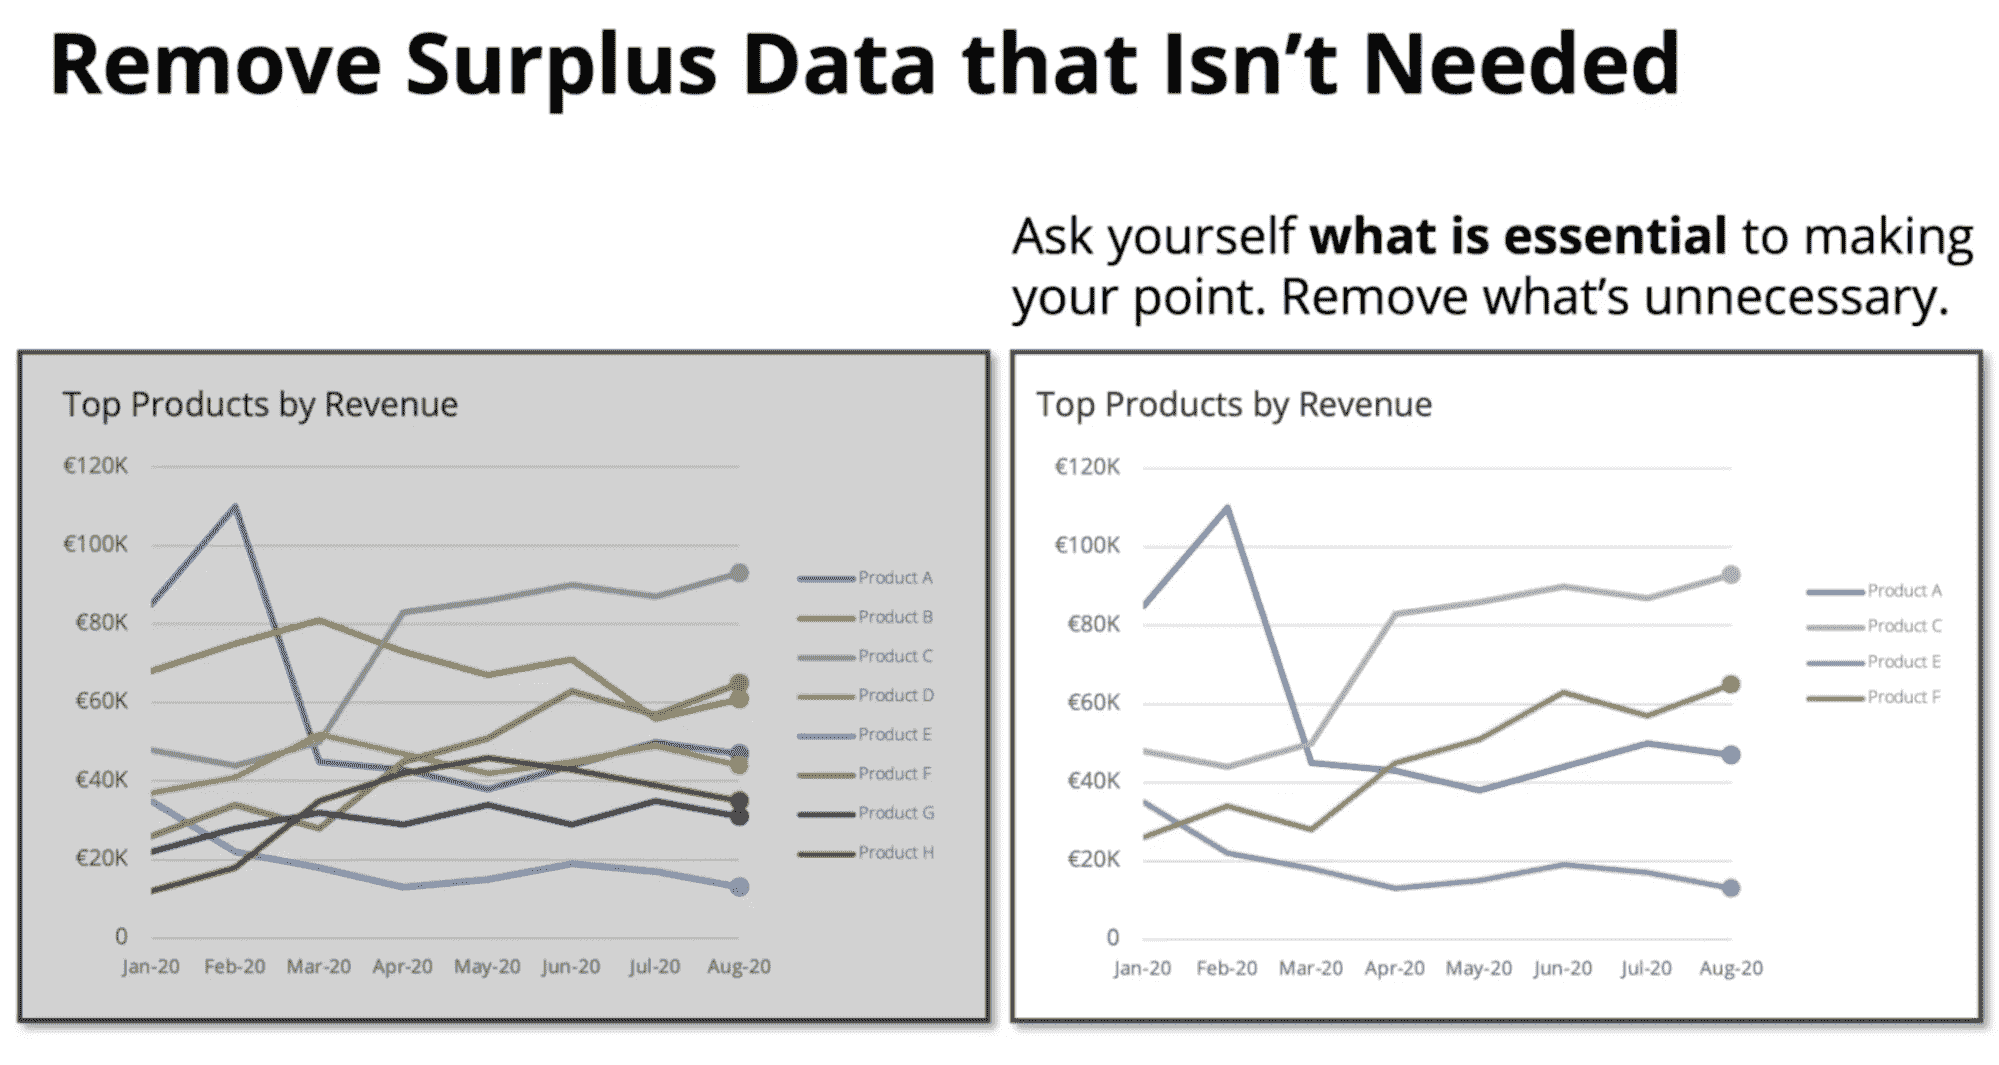 Remove Surplus Data that Isn’t Needed
Ask yourself what is essential to making
your point. Remove what’s unnecessary.
Top Products by Revenue
€120K
€100K
€80K
€60K
€40K
€20K
0
Jan-20 Feb-20 Mar-20 Apr-20 May-20 Jun-20 Jul-20 Aug-20
Product A
Product B
Product C
Product D
Product E
Product F
Product G
Product H
Top Products by Revenue
€120K
€100K
€80K
€60K
€40K
€20K
0
Jan-20 Feb-20 Mar-20 Apr-20 May-20 Jun-20 Jul-20 Aug-20
Product A
Product C
Product E
Product F